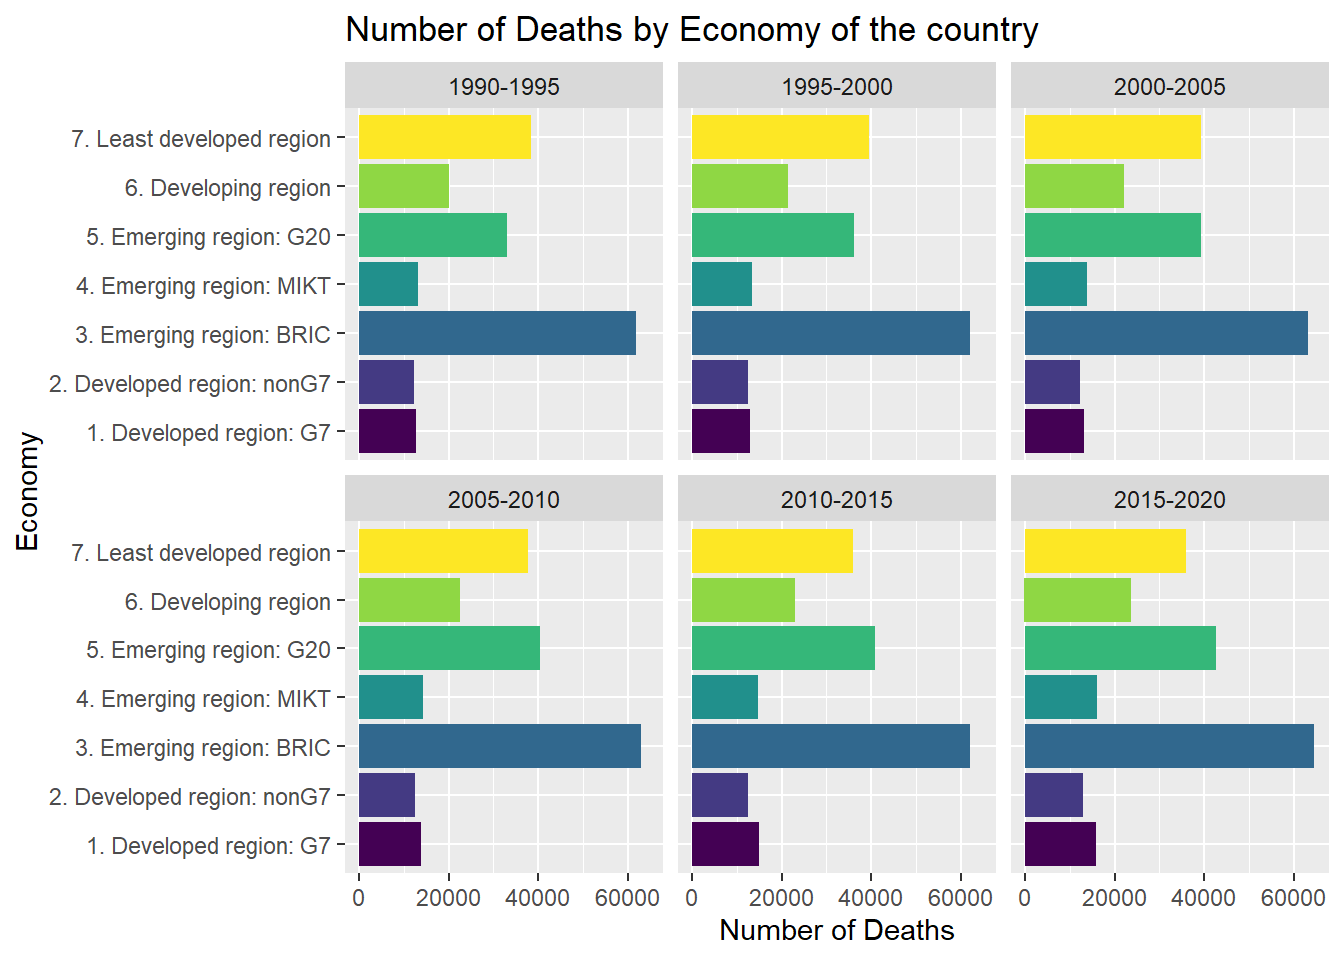 Number of Deaths by Economy of the country
1990-1995
1995-2000
2000-2005
7. Least developed region
6. Developing region
5. Emerging region: G20
4. Emerging region: MIKT
3. Emerging region: BRIC
2. Developed region: nonG7
1. Developed region: G7
Economy
2005-2010
2010-2015
2015-2020
7. Least developed region
6. Developing region
5. Emerging region: G20
4. Emerging region: MIKT
3. Emerging region: BRIC
2. Developed region: nonG7
1. Developed region: G7
0 20000 40000 60000 0 20000 40000 60000 0 20000 40000 60000
Number of Deaths